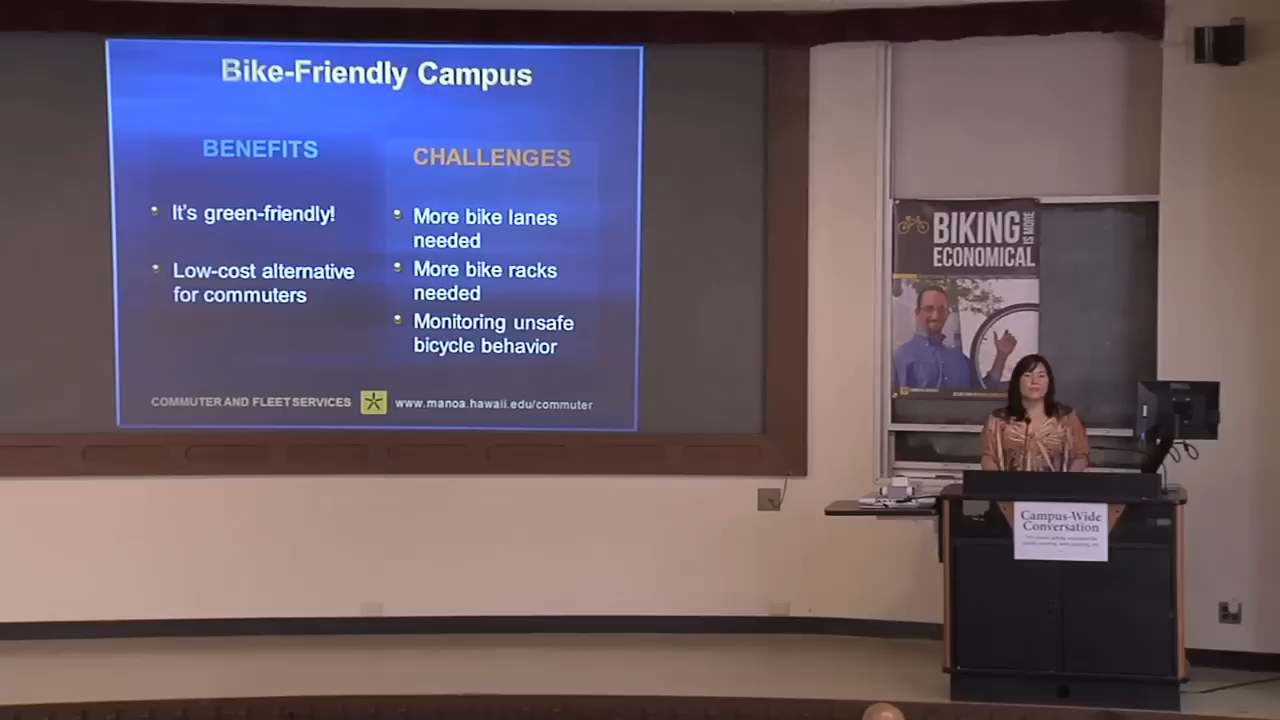 Bike-Friendly Campus
BENEFITS
It's green-friendly!
Low-cost alternative
for commuters
CHALLENGES
More bike lanes
needed
More bike racks
needed
Monitoring unsafe
bicycle behavior
COMMUTER AND FLEET SERVICES
www.manoa.hawaii.edu/commuter
BIKING
IS MORE
ECONOMICAL
Campus-Wide
Conversation